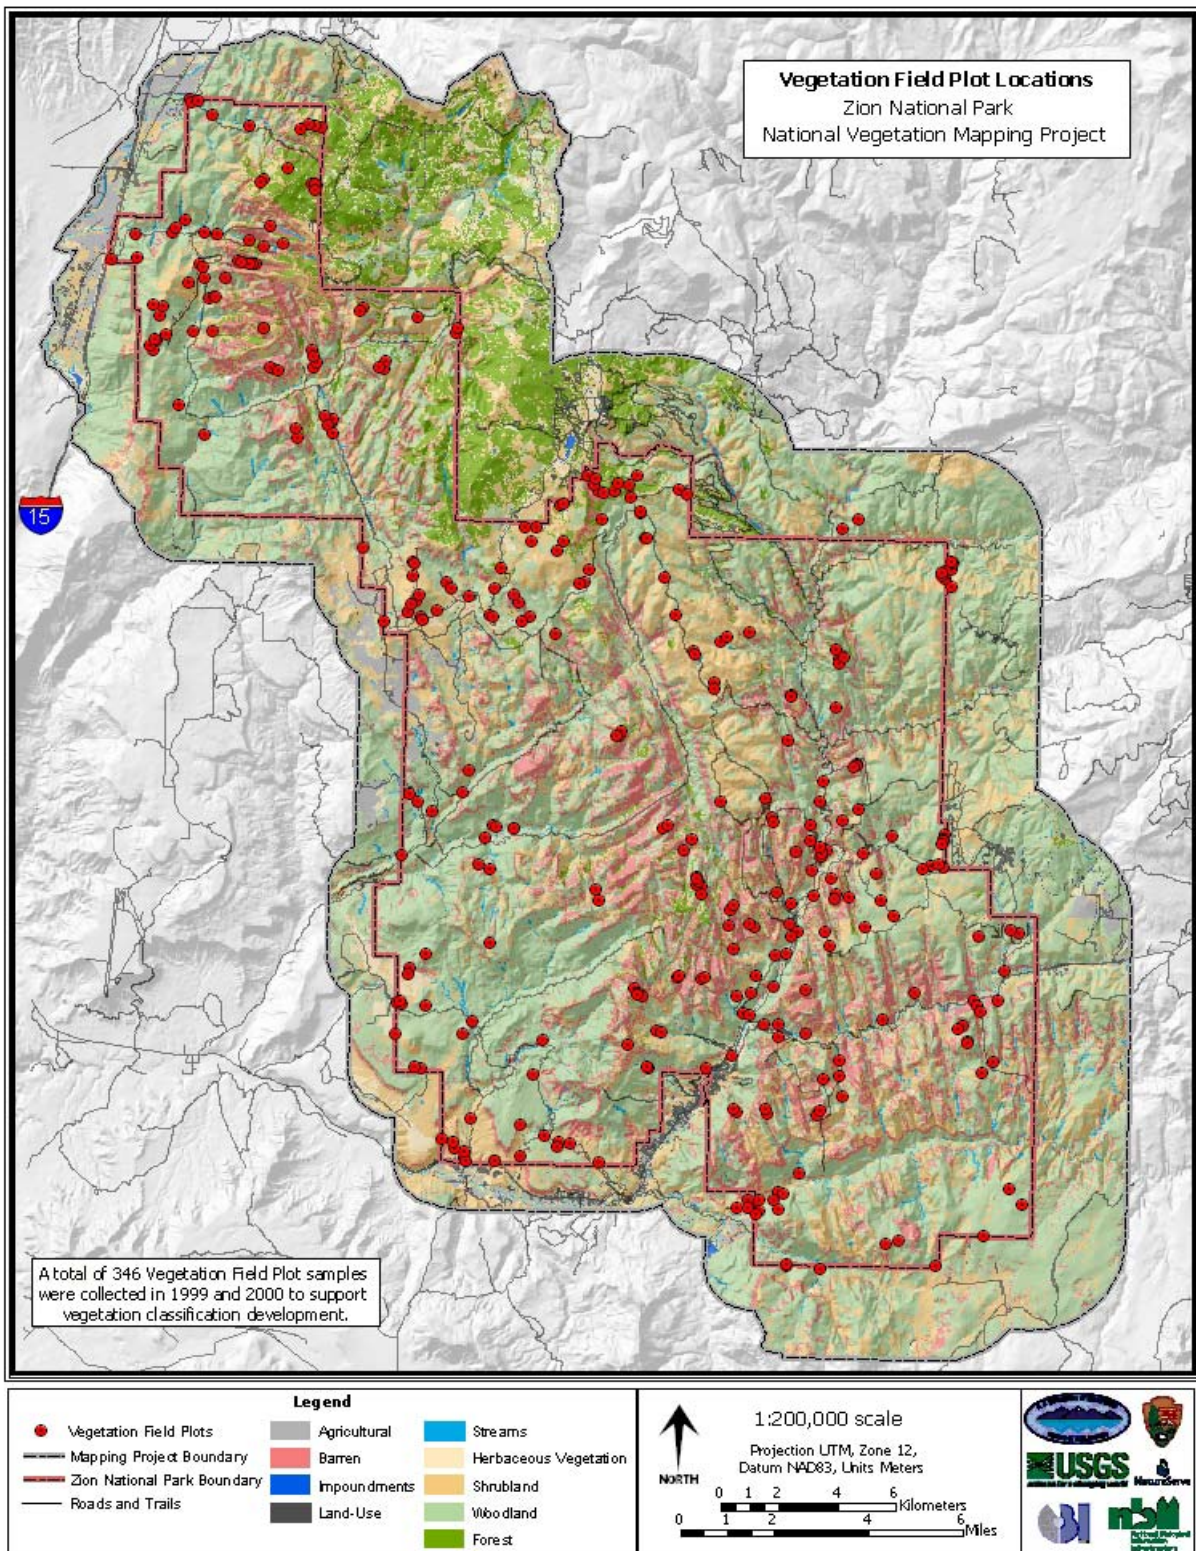 Vegetation Field Plot Locations
Zion National Park
National Vegetation Mapping Project
15
A total of 346 Vegetation Field Plot samples
were collected in 1999 and 2000 to support
vegetation classification development.
Legend
Vegetation Field Plots
Mapping Project Boundary
Zion National Park Boundary
Roads and Trails
Agricultural
Barren
Impoundments
Land-Use
Streams
Herbaceous Vegetation
Shrubland
Woodland
Forest
NORTH
1:200,000 scale
Projection UTM, Zone 12,
Datum NAD83, Units Meters
0 1 2 4 6
Kilometers
0 1 2 4 6
Miles
USGS
NatureServe
nbii